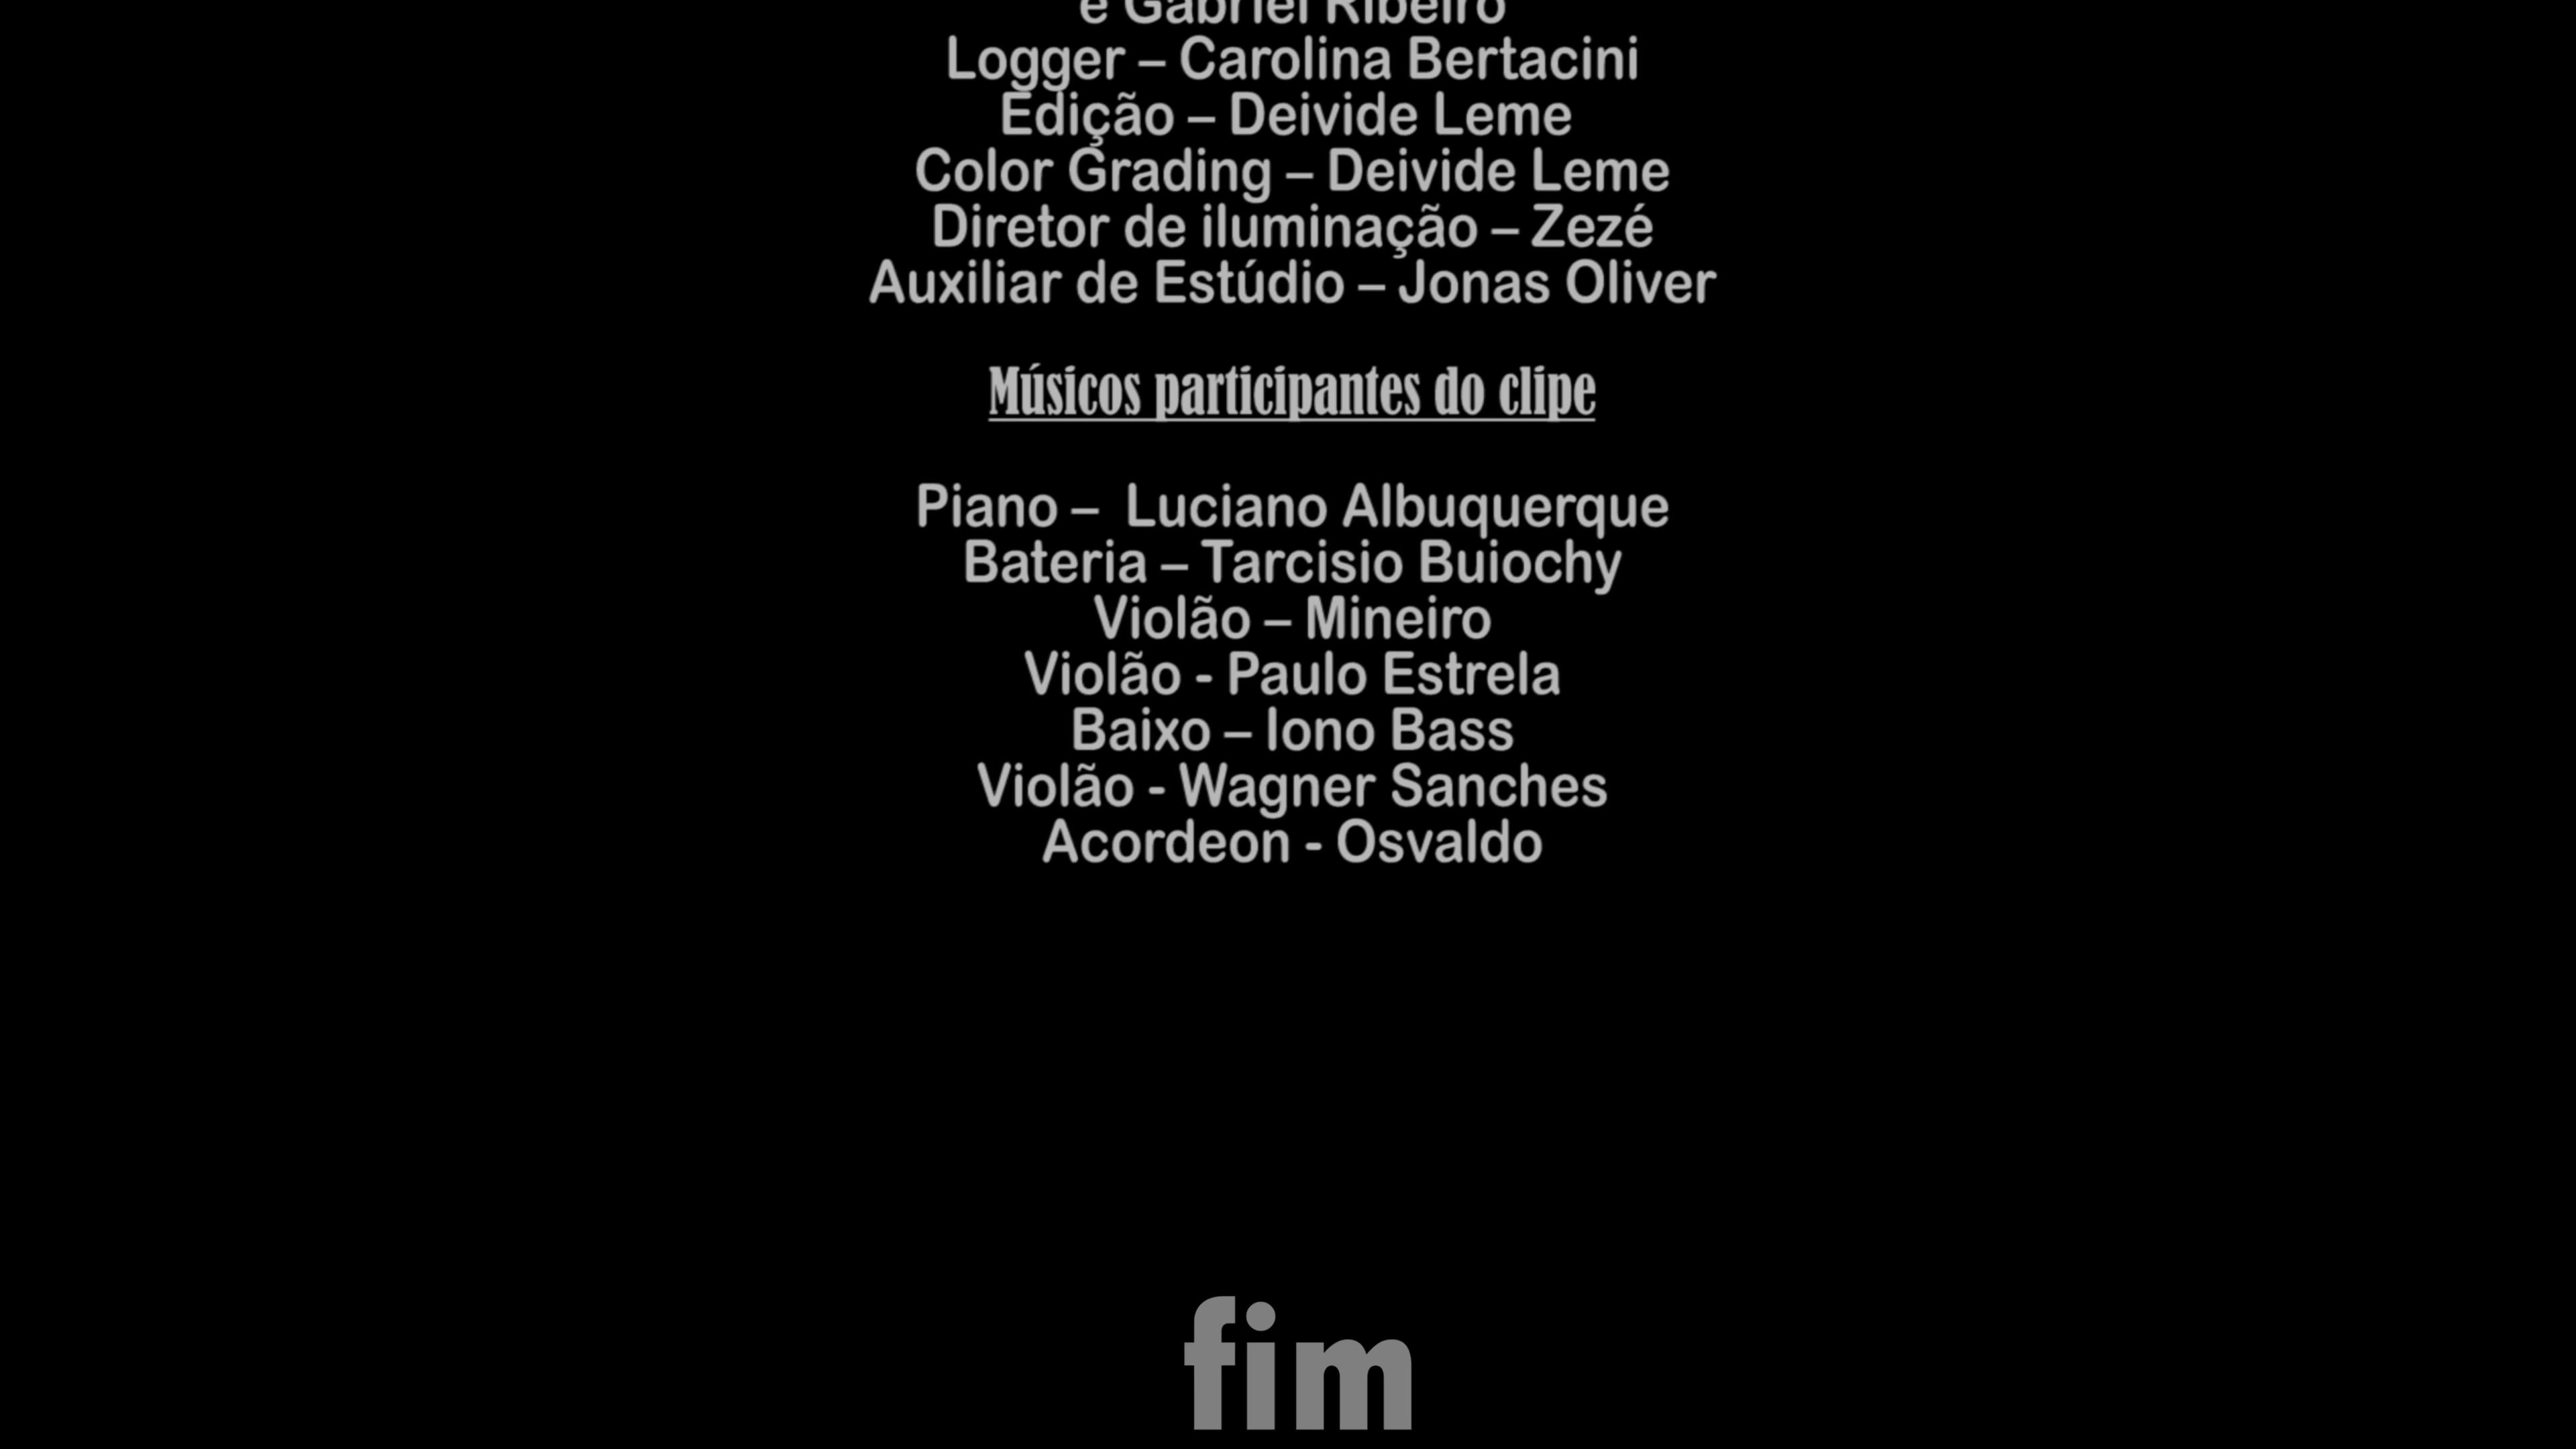 e Gabriel Ribeiro
Logger – Carolina Bertacini
Edição – Deivide Leme
Color Grading – Deivide Leme
Diretor de iluminação – Zezé
Auxiliar de Estúdio – Jonas Oliver
Músicos participantes do clipe
Piano –  Luciano Albuquerque
Bateria – Tarcisio Buiochy
Violão – Mineiro
Violão - Paulo Estrela
Baixo – Iono Bass
Violão - Wagner Sanches
Acordeon - Osvaldo
fim